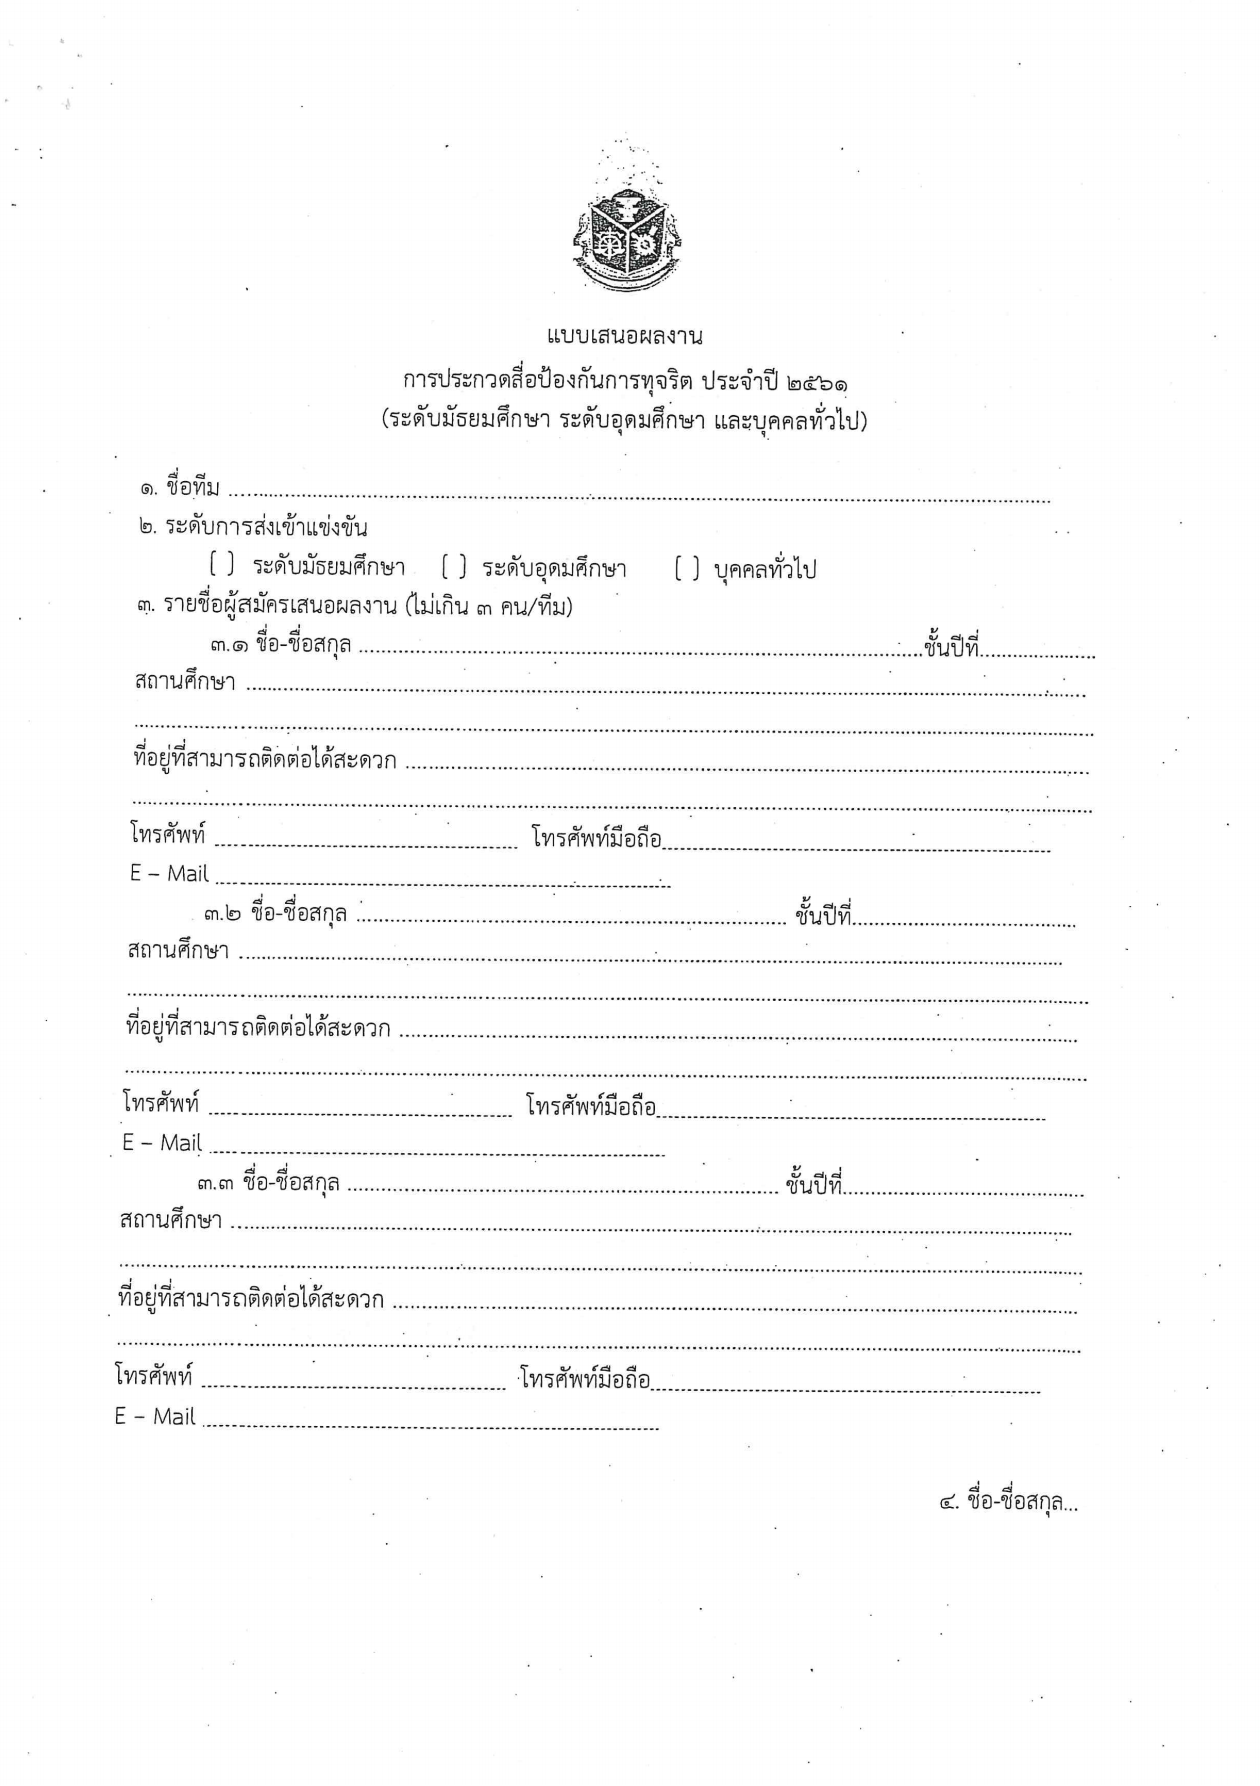 แบบเสนอผลงาน
การประกวดสื่อป้องกันการทุจริต ประจำปี ๒๕๖๑
(ระดับมัธยมศึกษา ระดับอุดมศึกษา และบุคคลทั่วไป)
๑. ชื่อทีม ........................................
๒. ระดับการส่งเข้าแข่งขัน
[ ] ระดับมัธยมศึกษา [ ] ระดับอุดมศึกษา [ ] บุคคลทั่วไป
๓. รายชื่อผู้สมัครเสนอผลงาน (ไม่เกิน ๓ คน/ทีม)
๓.๑ ชื่อ-ชื่อสกุล ........................................ชั้นปีที่....................
สถานศึกษา ........................................
........................................
ที่อยู่ที่สามารถติดต่อได้สะดวก ........................................
........................................
โทรศัพท์ .................... โทรศัพท์มือถือ....................
E – Mail ....................
๓.๒ ชื่อ-ชื่อสกุล ........................................ ชั้นปีที่....................
สถานศึกษา ........................................
........................................
ที่อยู่ที่สามารถติดต่อได้สะดวก ........................................
........................................
โทรศัพท์ .................... โทรศัพท์มือถือ....................
E – Mail ....................
๓.๓ ชื่อ-ชื่อสกุล ........................................ ชั้นปีที่....................
สถานศึกษา ........................................
........................................
ที่อยู่ที่สามารถติดต่อได้สะดวก ........................................
........................................
โทรศัพท์ .................... โทรศัพท์มือถือ....................
E – Mail ....................
๔. ชื่อ-ชื่อสกุล...